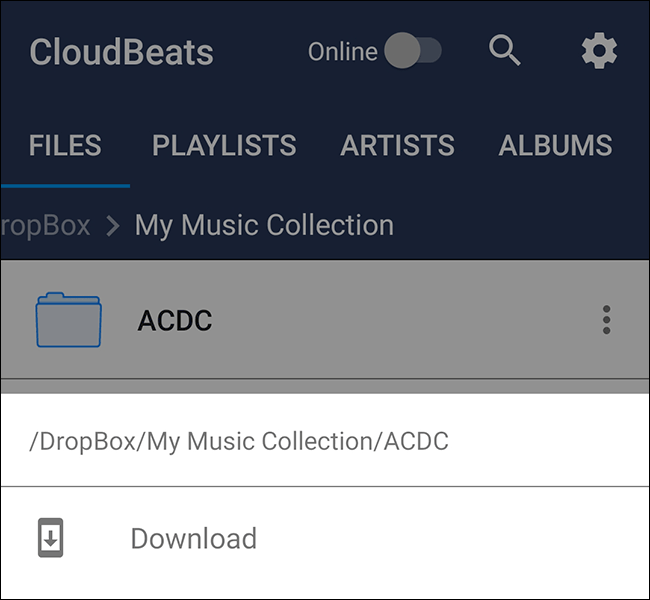 CloudBeats Online
FILES PLAYLISTS ARTISTS ALBUMS
ropBox > My Music Collection
ACDC
/DropBox/My Music Collection/ACDC
Download